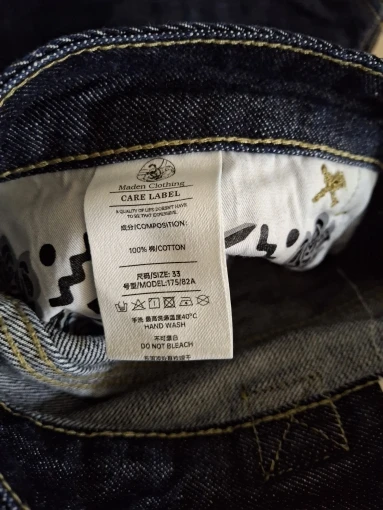 Maden Clothing
CARE LABEL
A QUALITY OF LIFE DOESN'T HAVE
TO BE THAT EXPENSIVE.
成分/COMPOSITION:
100% 棉/COTTON
尺码/SIZE: 33
号型/MODEL:175/82A
手洗 最高洗涤温度40℃
HAND WASH
不可漂白
DO NOT BLEACH